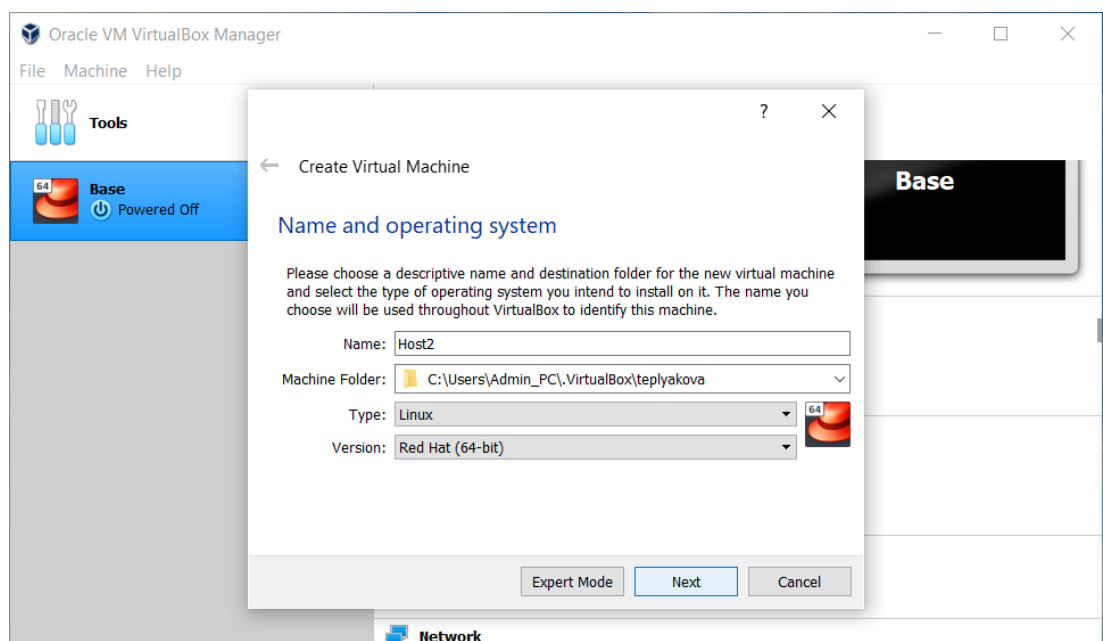 Oracle VM VirtualBox Manager
File Machine Help
Tools
64
Base
Powered Off
Base
?
Create Virtual Machine
Name and operating system
Please choose a descriptive name and destination folder for the new virtual machine
and select the type of operating system you intend to install on it. The name you
choose will be used throughout VirtualBox to identify this machine.
Name: Host2
Machine Folder: C:\Users\Admin_PC\.VirtualBox\teplyakova
Type: Linux
64
Version: Red Hat (64-bit)
Expert Mode Next Cancel
Network